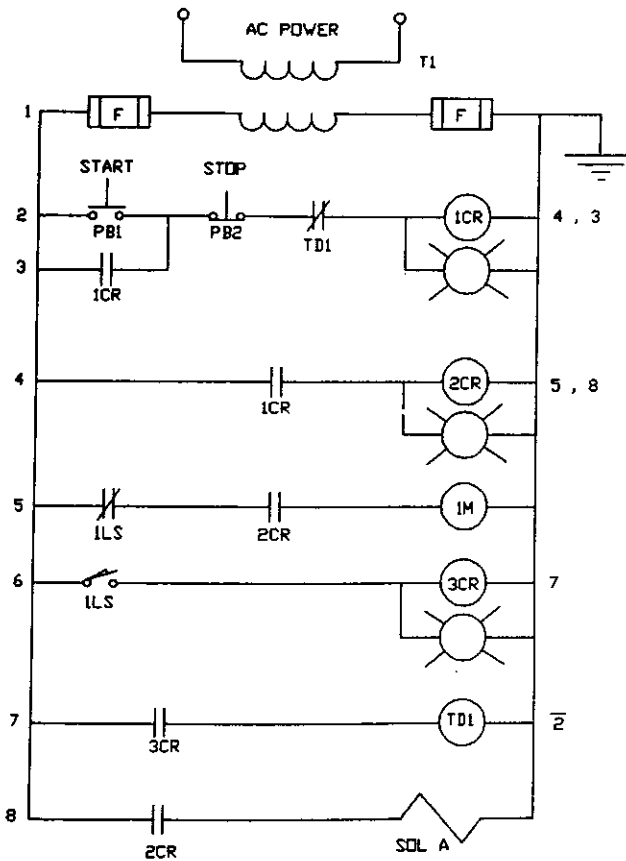 AC POWER
T1
1 F F
START STOP
2 PB1 PB2 TD1 1CR 4 , 3
3 1CR
4 1CR 2CR 5 , 8
5 1LS 2CR 1M
6 1LS 3CR 7
7 3CR TD1 2̅
8 2CR SOL A